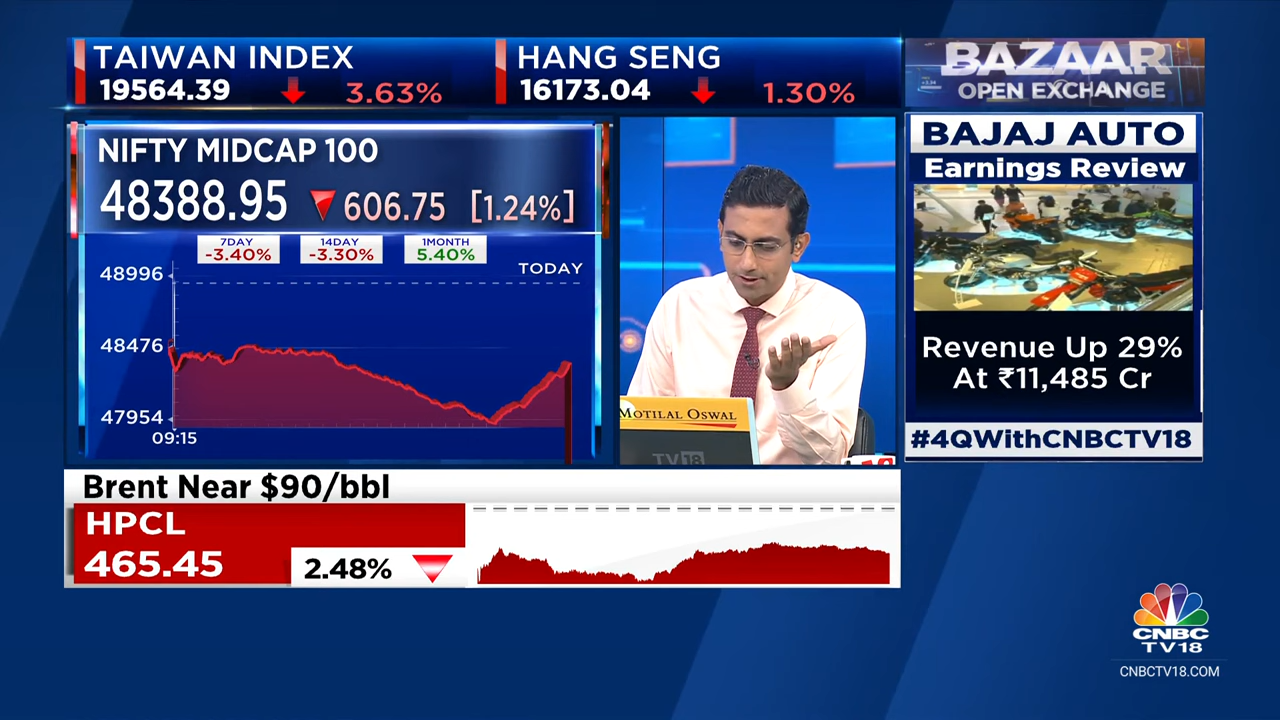 TAIWAN INDEX
19564.39 3.63%
HANG SENG
16173.04 1.30%
BAZAAR
OPEN EXCHANGE
NIFTY MIDCAP 100
48388.95 606.75 [1.24%]
7DAY
-3.40%
14DAY
-3.30%
1MONTH
5.40%
TODAY
48996
48476
47954
09:15
MOTILAL OSWAL
TV18
BAJAJ AUTO
Earnings Review
Revenue Up 29%
At ₹11,485 Cr
#4QWithCNBCTV18
Brent Near $90/bbl
HPCL
465.45
2.48%
CNBC
TV18
CNBCTV18.COM